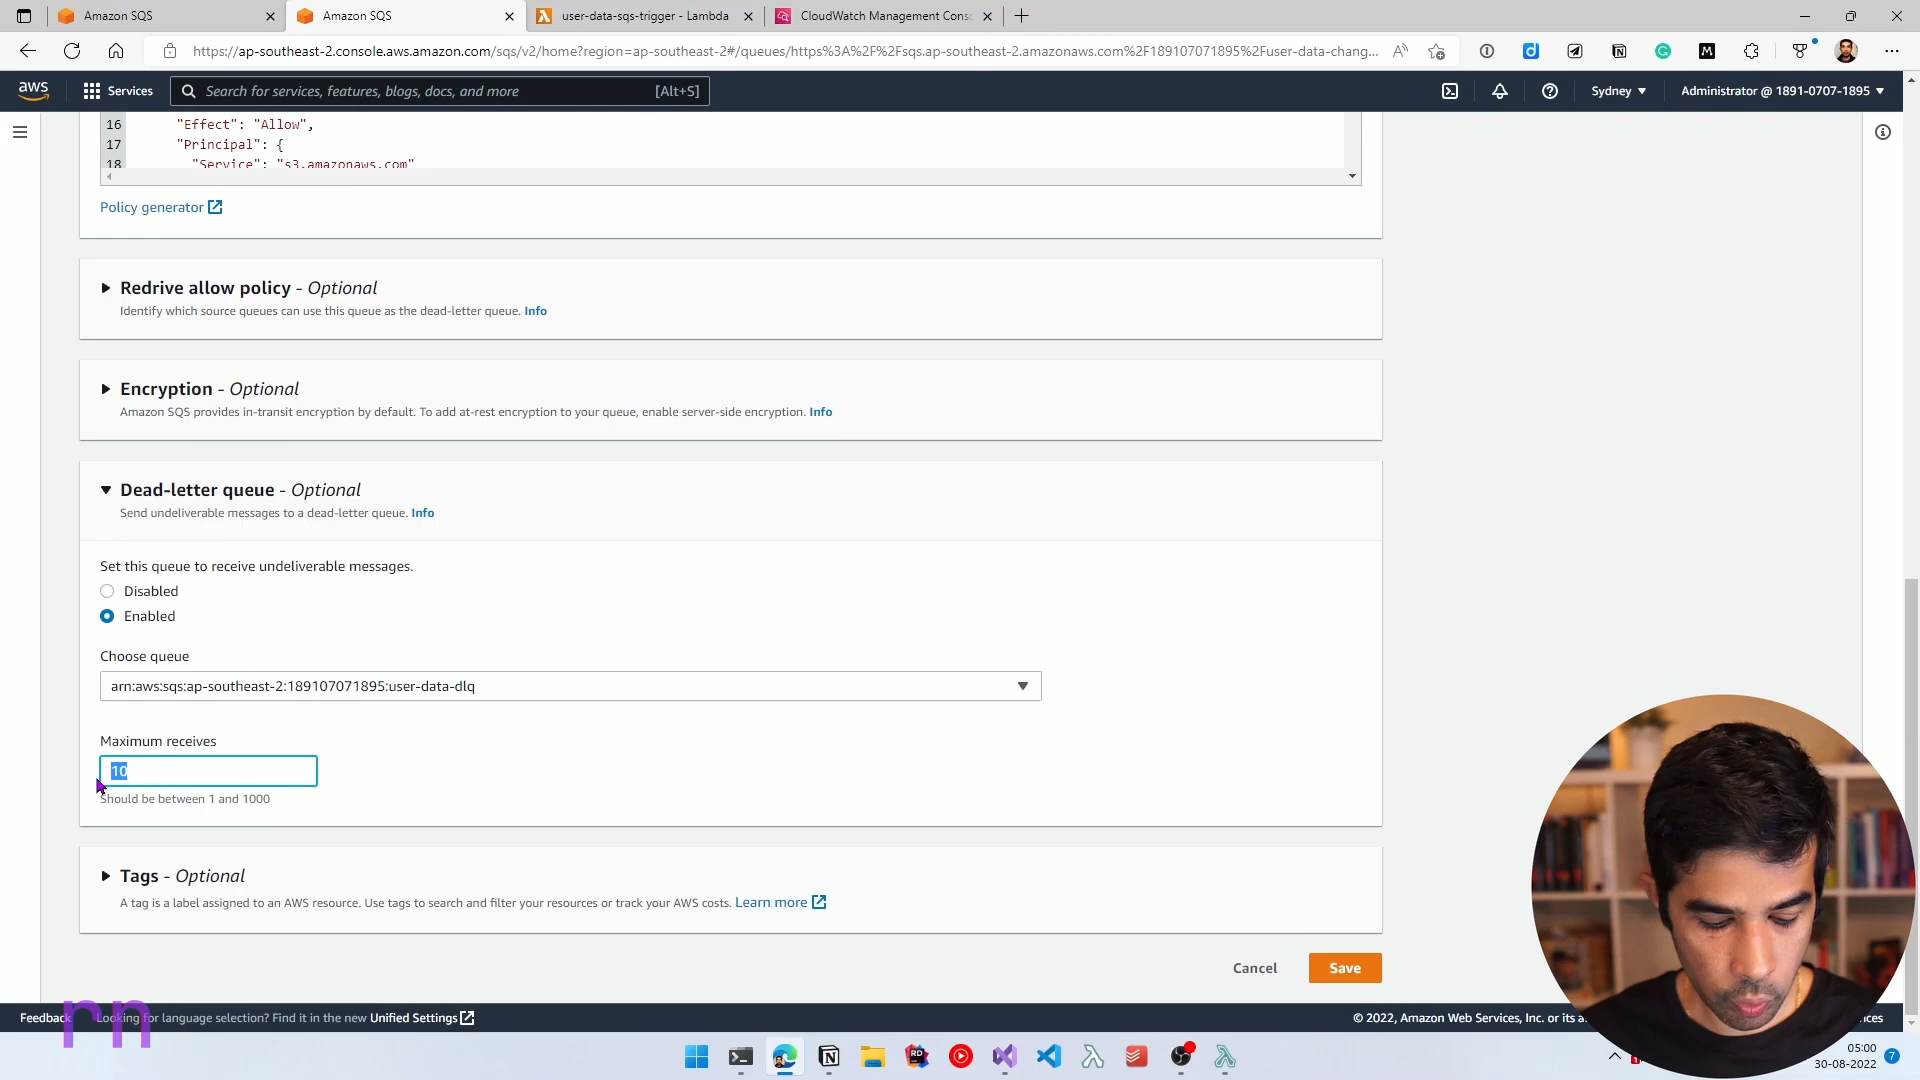 Amazon SQS
Amazon SQS
user-data-sqs-trigger - Lambda
CloudWatch Management Consc
https://ap-southeast-2.console.aws.amazon.com/sqs/v2/home?region=ap-southeast-2#/queues/https%3A%2F%2Fsqs.ap-southeast-2.amazonaws.com%2F189107071895%2Fuser-data-chang...
aws
Services
Search for services, features, blogs, docs, and more
[Alt+S]
Sydney
Administrator @ 1891-0707-1895
16 "Effect": "Allow",
17 "Principal": {
18 "Service": "s3.amazonaws.com"
Policy generator
Redrive allow policy - Optional
Identify which source queues can use this queue as the dead-letter queue. Info
Encryption - Optional
Amazon SQS provides in-transit encryption by default. To add at-rest encryption to your queue, enable server-side encryption. Info
Dead-letter queue - Optional
Send undeliverable messages to a dead-letter queue. Info
Set this queue to receive undeliverable messages.
Disabled
Enabled
Choose queue
arn:aws:sqs:ap-southeast-2:189107071895:user-data-dlq
Maximum receives
10
Should be between 1 and 1000
Tags - Optional
A tag is a label assigned to an AWS resource. Use tags to search and filter your resources or track your AWS costs. Learn more
Cancel
Save
Feedback
Looking for language selection? Find it in the new Unified Settings
© 2022, Amazon Web Services, Inc. or its a
rn
05:00
30-08-2022
7